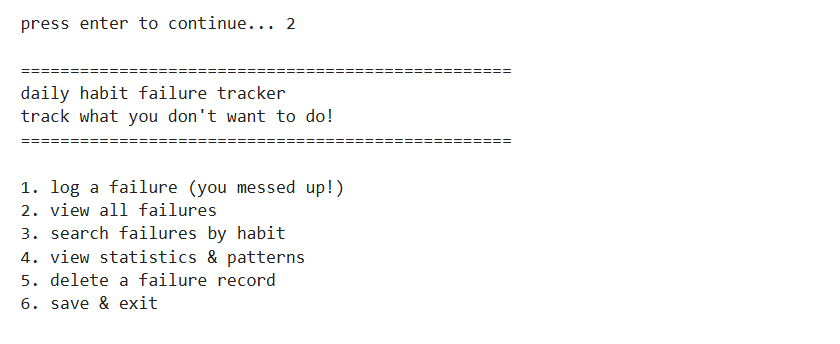 press enter to continue... 2
==================================================
daily habit failure tracker
track what you don't want to do!
==================================================
1. log a failure (you messed up!)
2. view all failures
3. search failures by habit
4. view statistics & patterns
5. delete a failure record
6. save & exit